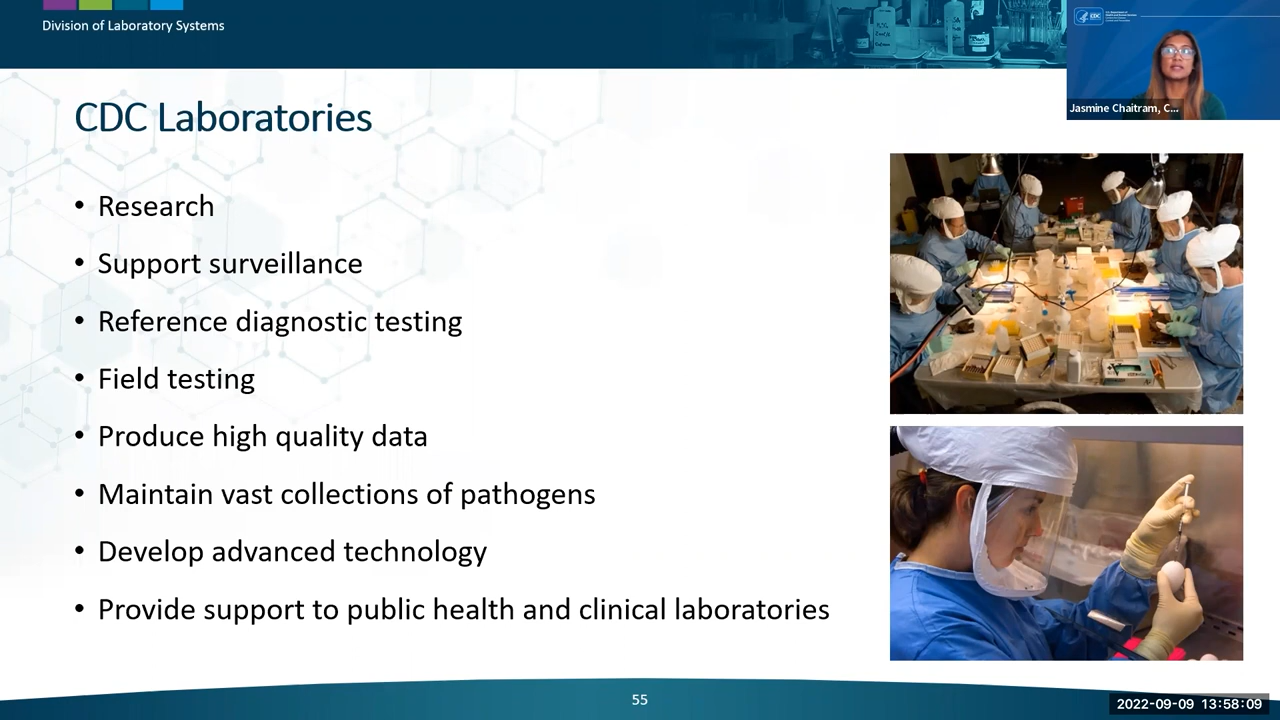 Division of Laboratory Systems
CDC
Jasmine Chaitram, C...
CDC Laboratories
• Research
• Support surveillance
• Reference diagnostic testing
• Field testing
• Produce high quality data
• Maintain vast collections of pathogens
• Develop advanced technology
• Provide support to public health and clinical laboratories
55
2022-09-09 13:58:09